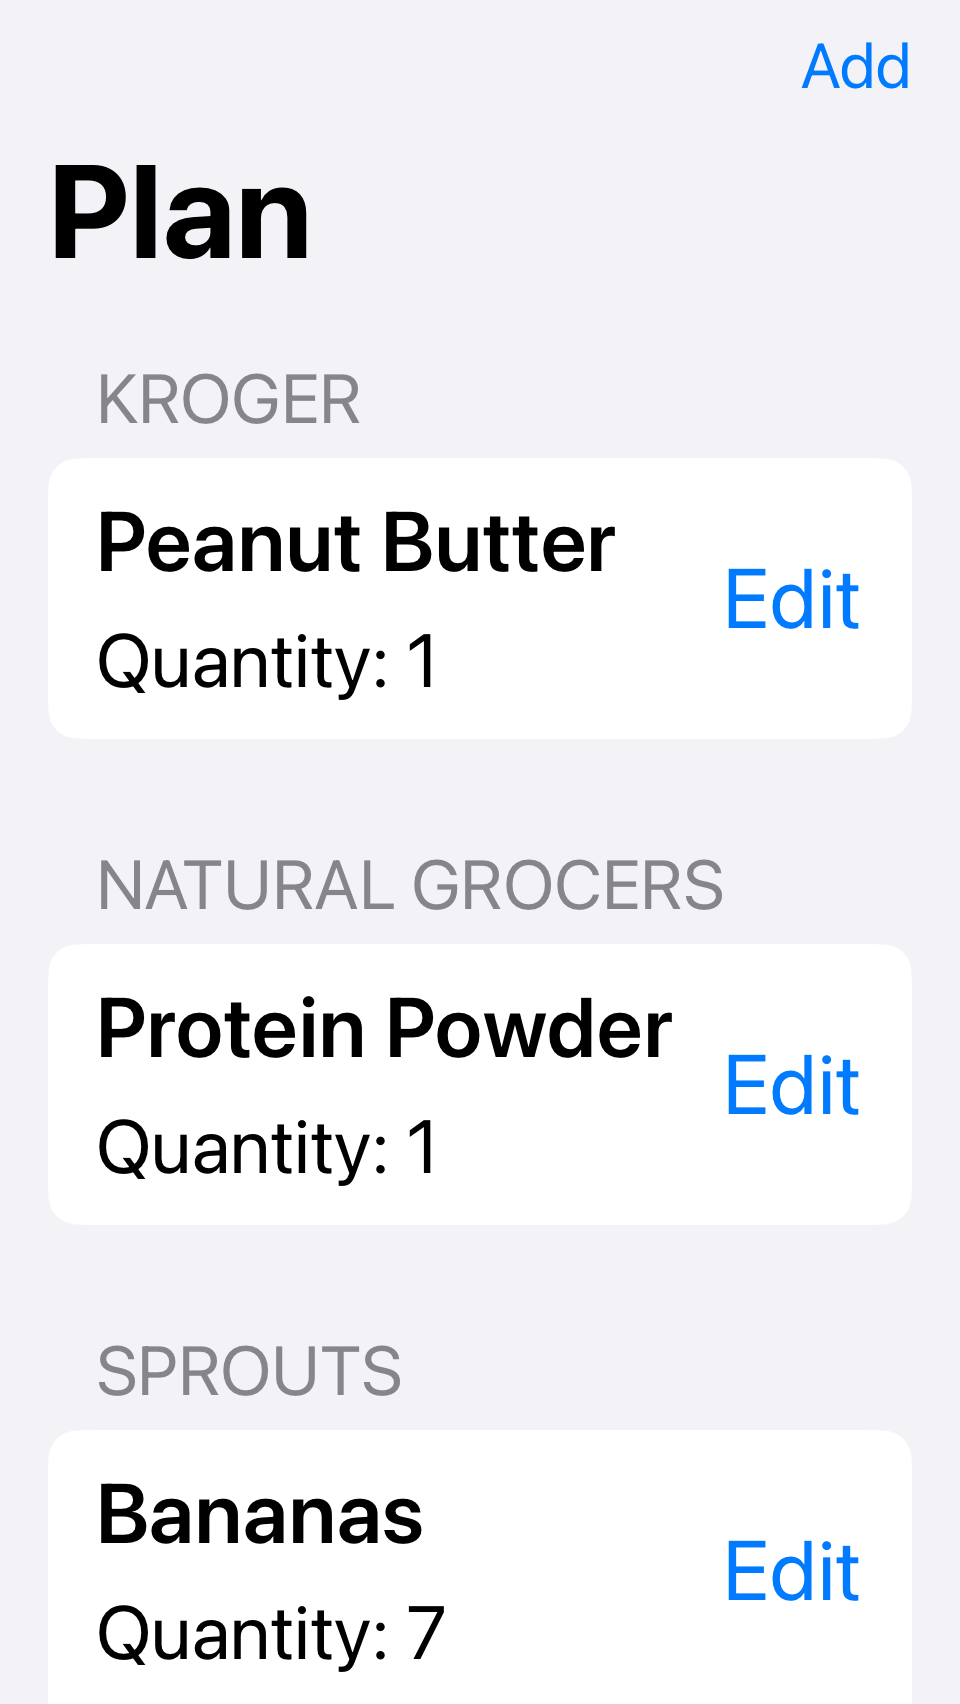 Add
Plan
KROGER
Peanut Butter
Edit
Quantity: 1
NATURAL GROCERS
Protein Powder
Edit
Quantity: 1
SPROUTS
Bananas
Edit
Quantity: 7